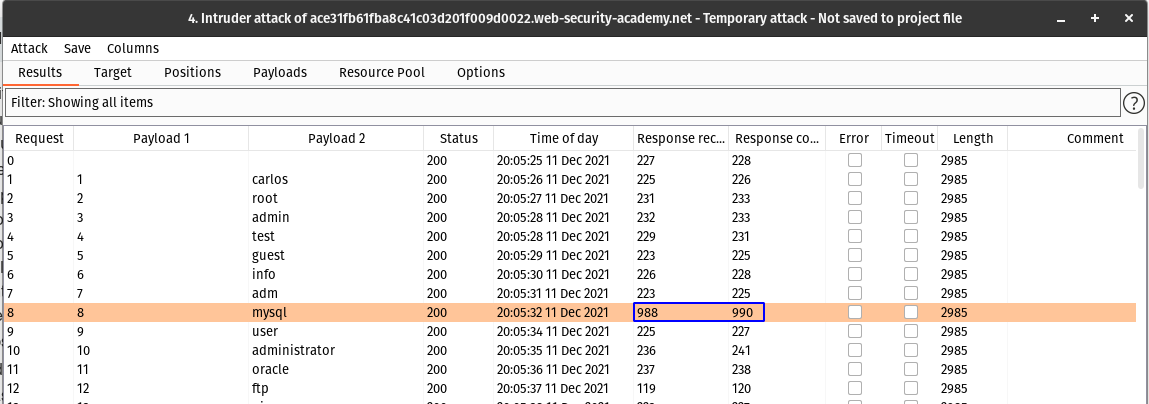 4. Intruder attack of ace31fb61fba8c41c03d201f009d0022.web-security-academy.net - Temporary attack - Not saved to project file
Attack Save Columns
Results Target Positions Payloads Resource Pool Options
Filter: Showing all items ?
Request Payload 1 Payload 2 Status Time of day Response rec... Response co... Error Timeout Length Comment
0 200 20:05:25 11 Dec 2021 227 228 2985
1 1 carlos 200 20:05:26 11 Dec 2021 225 226 2985
2 2 root 200 20:05:27 11 Dec 2021 231 233 2985
3 3 admin 200 20:05:28 11 Dec 2021 232 233 2985
4 4 test 200 20:05:28 11 Dec 2021 229 231 2985
5 5 guest 200 20:05:29 11 Dec 2021 223 225 2985
6 6 info 200 20:05:30 11 Dec 2021 226 228 2985
7 7 adm 200 20:05:31 11 Dec 2021 223 225 2985
8 8 mysql 200 20:05:32 11 Dec 2021 988 990 2985
9 9 user 200 20:05:34 11 Dec 2021 225 227 2985
10 10 administrator 200 20:05:35 11 Dec 2021 236 241 2985
11 11 oracle 200 20:05:36 11 Dec 2021 237 238 2985
12 12 ftp 200 20:05:37 11 Dec 2021 119 120 2985